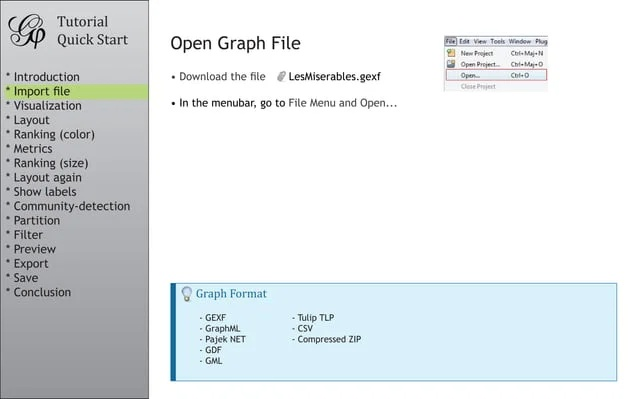 Tutorial
Quick Start
* Introduction
* Import file
* Visualization
* Layout
* Ranking (color)
* Metrics
* Ranking (size)
* Layout again
* Show labels
* Community-detection
* Partition
* Filter
* Preview
* Export
* Save
* Conclusion
Open Graph File
• Download the file LesMiserables.gexf
• In the menubar, go to File Menu and Open...
File Edit View Tools Window Plug
New Project Ctrl+Maj+N
Open Project... Ctrl+Maj+O
Open... Ctrl+O
Close Project
Graph Format
- GEXF
- GraphML
- Pajek NET
- GDF
- GML
- Tulip TLP
- CSV
- Compressed ZIP